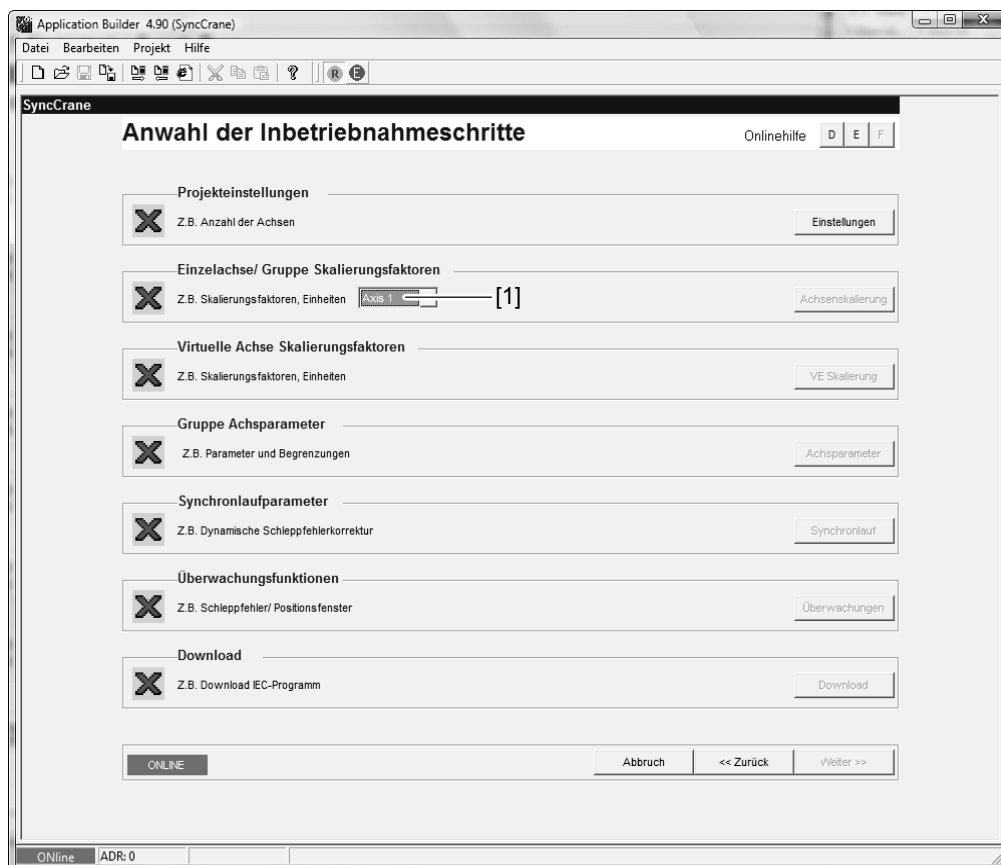 Application Builder 4.90 (SyncCrane)
Datei Bearbeiten Projekt Hilfe
R E
SyncCrane
Anwahl der Inbetriebnahmeschritte
Onlinehilfe D E F
Projekteinstellungen
Z.B. Anzahl der Achsen
Einstellungen
Einzelachse/ Gruppe Skalierungsfaktoren
Z.B. Skalierungsfaktoren, Einheiten
Axis 1
[1]
Achsenskalierung
Virtuelle Achse Skalierungsfaktoren
Z.B. Skalierungsfaktoren, Einheiten
VE Skalierung
Gruppe Achsparameter
Z.B. Parameter und Begrenzungen
Achsparameter
Synchronlaufparameter
Z.B. Dynamische Schleppfehlerkorrektur
Synchronlauf
Überwachungsfunktionen
Z.B. Schleppfehler/ Positionsfenster
Überwachungen
Download
Z.B. Download IEC-Programm
Download
ONLINE
Abbruch
<< Zurück
Weiter >>
ONline
ADR: 0